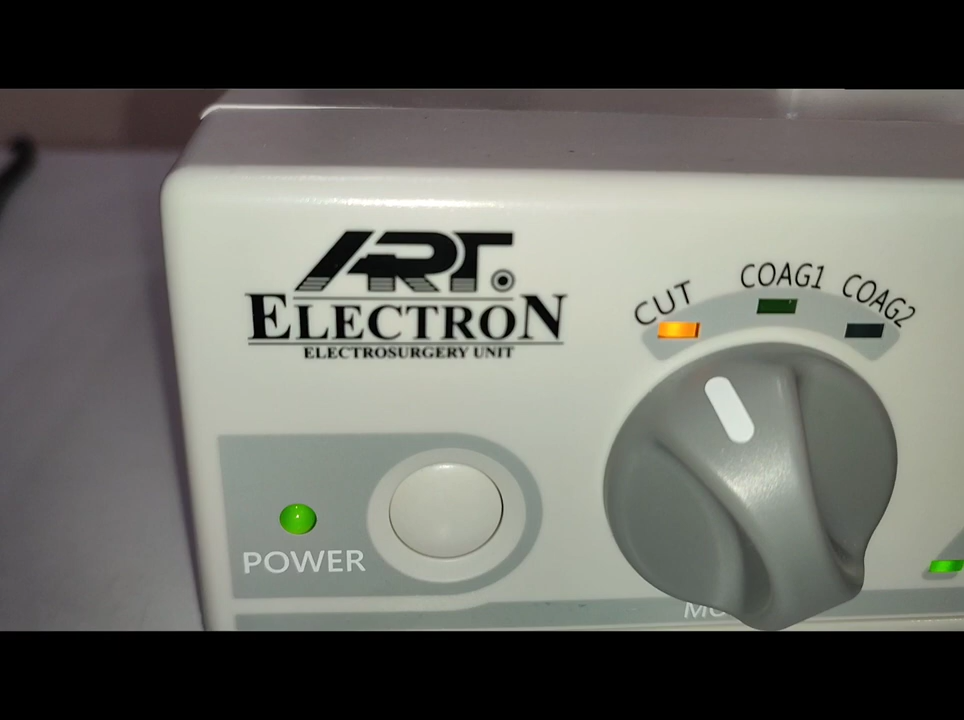 ART
ELECTRON
ELECTROSURGERY UNIT
CUT
COAG1
COAG2
POWER